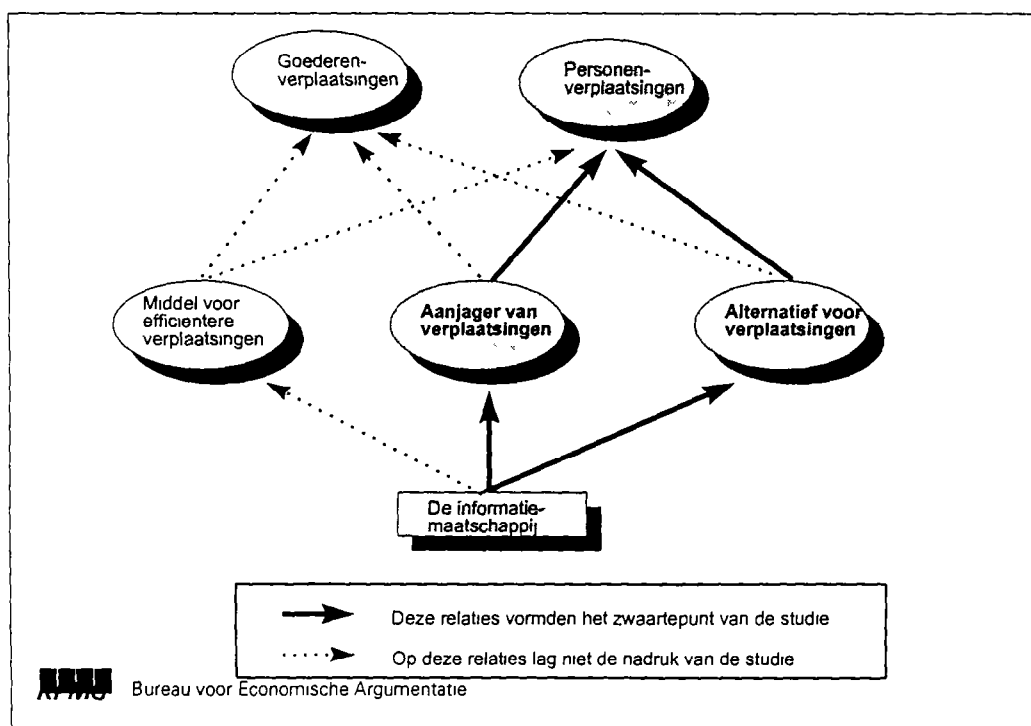 Goederen-
verplaatsingen
Personen-
verplaatsingen
Middel voor
efficientere
verplaatsingen
Aanjager van
verplaatsingen
Alternatief voor
verplaatsingen
De informatie-
maatschappij
Deze relaties vormden het zwaartepunt van de studie
Op deze relaties lag niet de nadruk van de studie
KPMG Bureau voor Economische Argumentatie